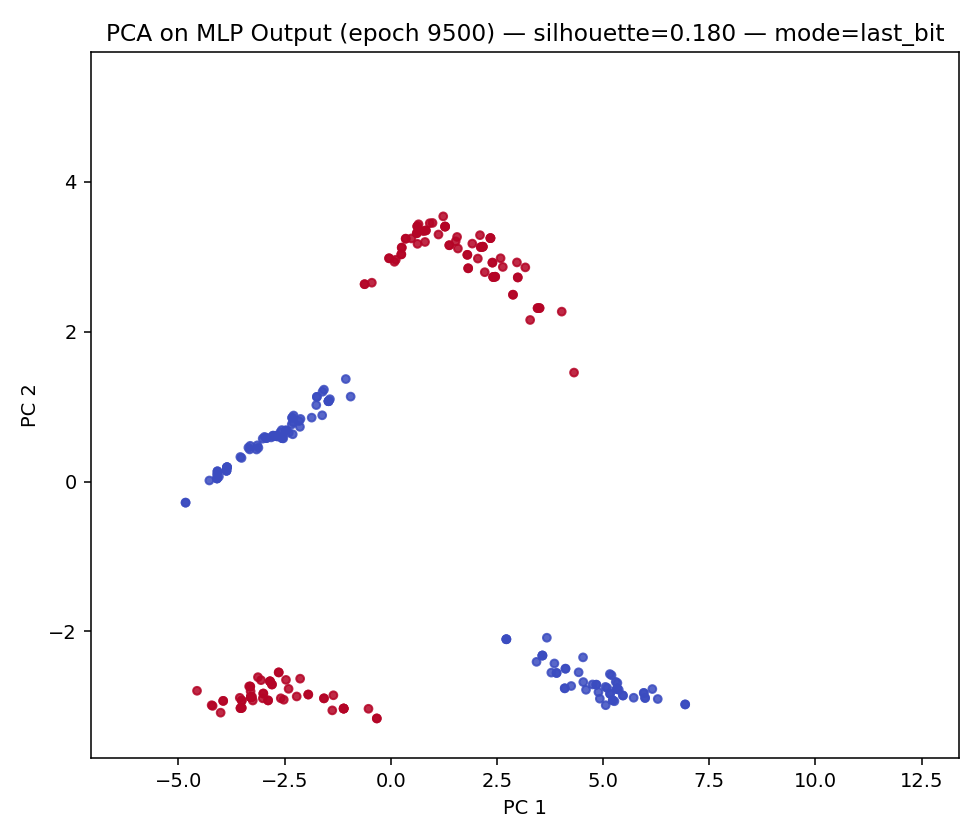 PCA on MLP Output (epoch 9500) — silhouette=0.180 — mode=last_bit
4
2
0
−2
PC 2
−5.0 −2.5 0.0 2.5 5.0 7.5 10.0 12.5
PC 1